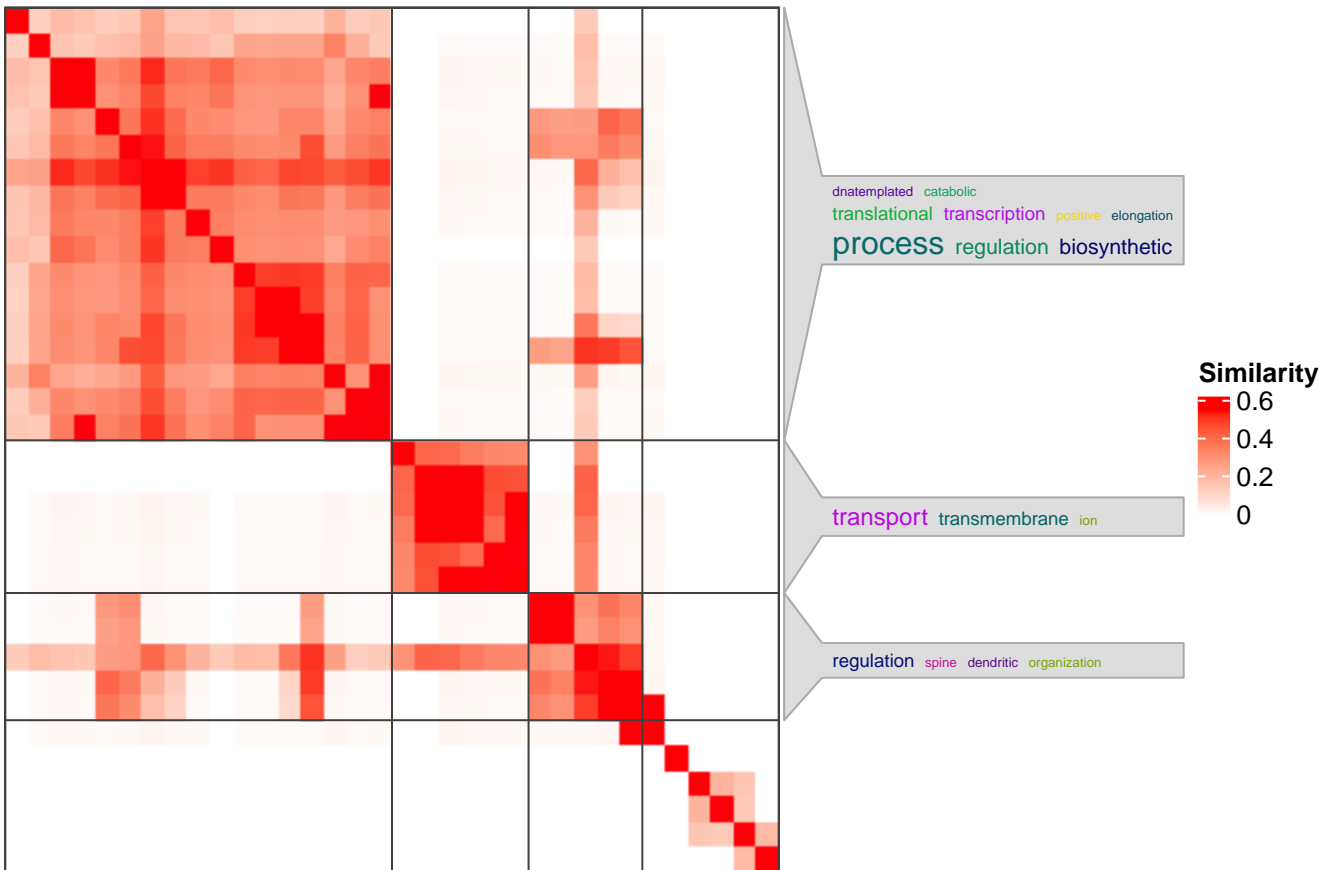 dnatemplated catabolic
translational transcription positive elongation
process regulation biosynthetic
Similarity
0.6
0.4
0.2
0
transport transmembrane ion
regulation spine dendritic organization